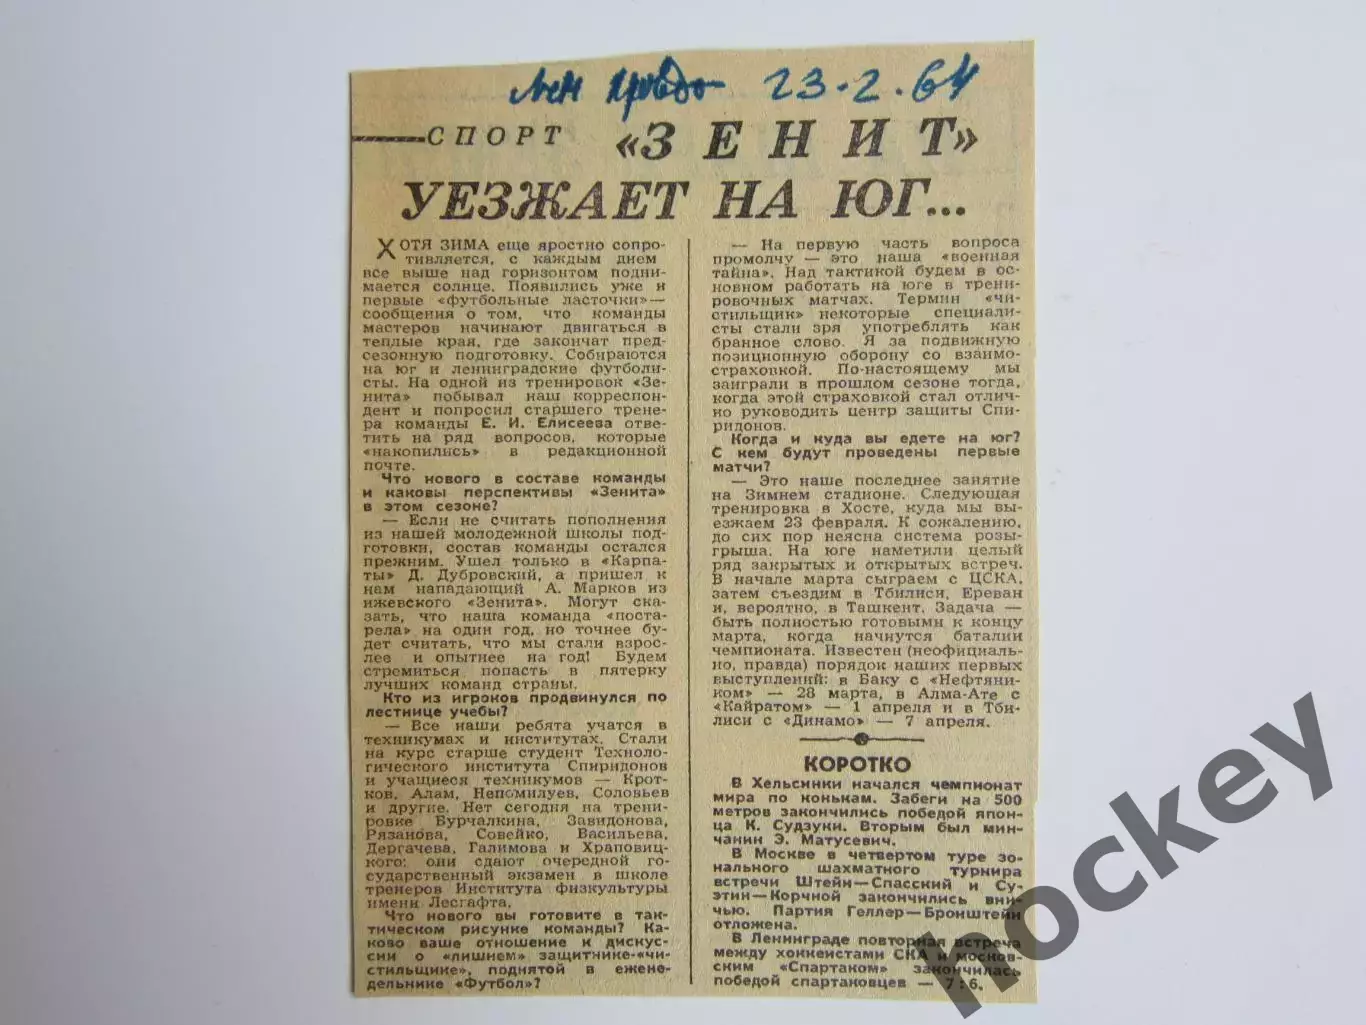 Лен правда 23.2.64
СПОРТ «ЗЕНИТ»
УЕЗЖАЕТ НА ЮГ...
ХОТЯ ЗИМА еще яростно сопро-
тивляется, с каждым днем
все выше над горизонтом подни-
мается солнце. Появились уже и
первые «футбольные ласточки» —
сообщения о том, что команды
мастеров начинают двигаться в
теплые края, где закончат пред-
сезонную подготовку. Собираются
на юг и ленинградские футболи-
сты. На одной из тренировок «Зе-
нита» побывал наш корреспон-
дент и попросил старшего трене-
ра команды Е. И. Елисеева отве-
тить на ряд вопросов, которые
«накопились» в редакционной
почте.
Что нового в составе команды
и каковы перспективы «Зенита»
в этом сезоне?
— Если не считать пополнения
из нашей молодежной школы под-
готовки, состав команды остался
прежним. Ушел только в «Карпа-
ты» Д. Дубровский, а пришел к
нам нападающий А. Марков из
ижевского «Зенита». Могут ска-
зать, что наша команда «поста-
рела» на один год, но точнее бу-
дет считать, что мы стали взрос-
лее и опытнее на год! Будем
стремиться попасть в пятерку
лучших команд страны.
Кто из игроков продвинулся по
лестнице учебы?
— Все наши ребята учатся в
техникумах и институтах. Стали
на курс старше студент Техноло-
гического института Спиридонов
и учащиеся техникумов — Крот-
ков, Алам, Непомилуев, Соловьев
и другие. Нет сегодня на трени-
ровке Бурчалкина, Завидонова,
Рязанова, Совейко, Васильева,
Дергачева, Галимова и Храповиц-
кого: они сдают очередной го-
сударственный экзамен в школе
тренеров Института физкультуры
имени Лесгафта.
Что нового вы готовите в так-
тическом рисунке команды? Ка-
ково ваше отношение к дискус-
сии о «лишнем» защитнике-«чи-
стильщике», поднятой в ежене-
дельнике «Футбол»?
— На первую часть вопроса
промолчу — это наша «военная
тайна». Над тактикой будем в ос-
новном работать на юге в трени-
ровочных матчах. Термин «чи-
стильщик» некоторые специали-
сты стали зря употреблять как
бранное слово. Я за подвижную
позиционную оборону со взаимо-
страховкой. По-настоящему мы
заиграли в прошлом сезоне тогда,
когда этой страховкой стал отлич-
но руководить центр защиты Спи-
ридонов.
Когда и куда вы едете на юг?
С кем будут проведены первые
матчи?
— Это наше последнее занятие
на Зимнем стадионе. Следующая
тренировка в Хосте, куда мы вы-
езжаем 23 февраля. К сожалению,
до сих пор неясна система розы-
грыша. На юге наметили целый
ряд закрытых и открытых встреч.
В начале марта сыграем с ЦСКА,
затем съездим в Тбилиси, Ереван
и, вероятно, в Ташкент. Задача —
быть полностью готовыми к концу
марта, когда начнутся баталии
чемпионата. Известен (неофициаль-
но, правда) порядок наших первых
выступлений: в Баку с «Нефтяни-
ком» — 28 марта, в Алма-Ате с
«Кайратом» — 1 апреля и в Тби-
лиси с «Динамо» — 7 апреля.
КОРОТКО
В Хельсинки начался чемпионат
мира по конькам. Забеги на 500
метров закончились победой япон-
ца К. Судзуки. Вторым был мин-
чанин Э. Матусевич.
В Москве в четвертом туре зо-
нального шахматного турнира
встречи Штейн—Спасский и Су-
этин—Корчной закончились вни-
чью. Партия Геллер—Бронштейн
отложена.
В Ленинграде повторная встреча
между хоккеистами СКА и москов-
ским «Спартаком» закончилась
победой спартаковцев — 7:6.
hockey